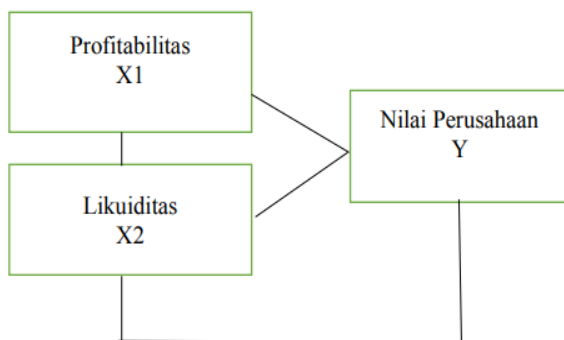 Profitabilitas
X1
Nilai Perusahaan
Y
Likuiditas
X2